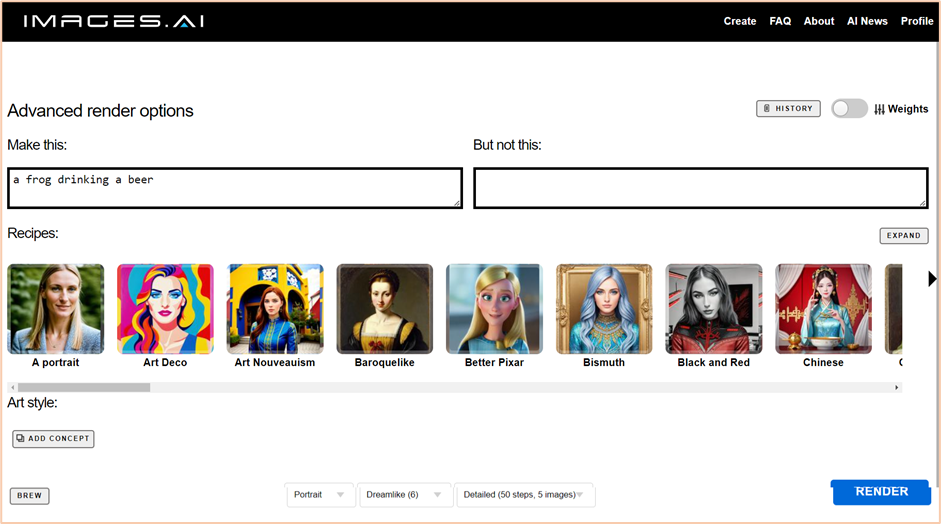 IMAGES.AI
Create FAQ About AI News Profile
Advanced render options
HISTORY
Weights
Make this:
But not this:
a frog drinking a beer
Recipes:
EXPAND
A portrait
Art Deco
Art Nouveauism
Baroquelike
Better Pixar
Bismuth
Black and Red
Chinese
Art style:
ADD CONCEPT
BREW
Portrait
Dreamlike (6)
Detailed (50 steps, 5 images)
RENDER